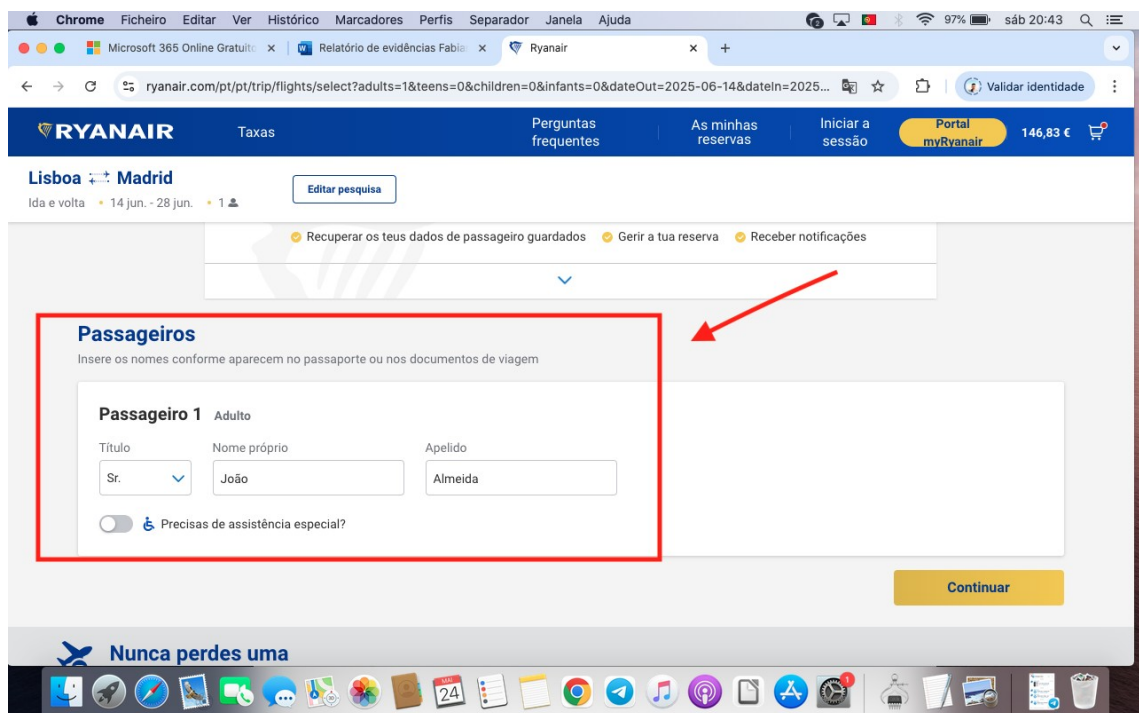 Chrome Ficheiro Editar Ver Histórico Marcadores Perfis Separador Janela Ajuda 97% sáb 20:43
Microsoft 365 Online Gratuito Relatório de evidências Fabia Ryanair
ryanair.com/pt/pt/trip/flights/select?adults=1&teens=0&children=0&infants=0&dateOut=2025-06-14&dateIn=2025... Validar identidade
RYANAIR Taxas Perguntas frequentes As minhas reservas Iniciar a sessão Portal myRyanair 146,83 €
Lisboa Madrid
Editar pesquisa
Ida e volta • 14 jun. - 28 jun. • 1
Recuperar os teus dados de passageiro guardados Gerir a tua reserva Receber notificações
Passageiros
Insere os nomes conforme aparecem no passaporte ou nos documentos de viagem
Passageiro 1 Adulto
Título Nome próprio Apelido
Sr. João Almeida
Precisas de assistência especial?
Continuar
Nunca perdes uma
MAI
24
1